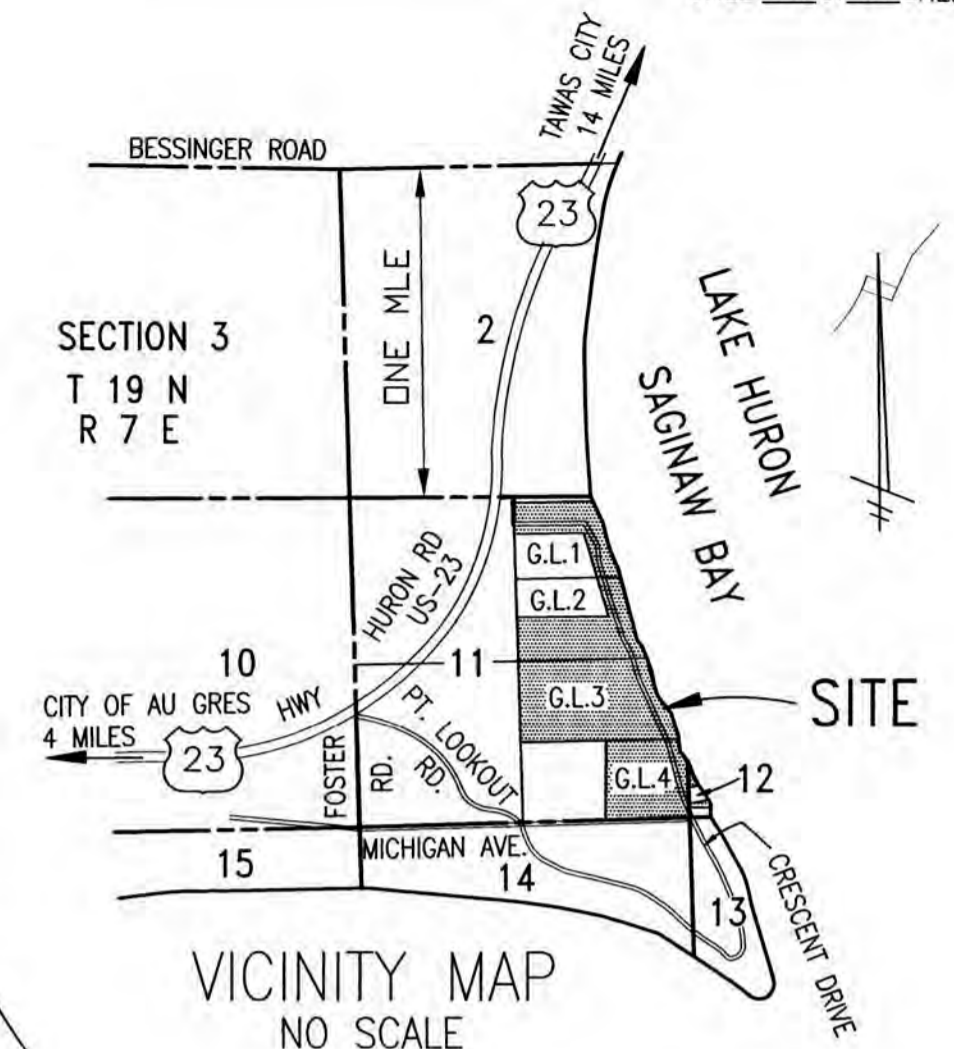 TAWAS CITY
14 MILES
BESSINGER ROAD
23
ONE MLE
2
SECTION 3
T 19 N
R 7 E
LAKE HURON
SAGINAW BAY
HURON RD
US-23
G.L.1
G.L.2
10
11
G.L.3
SITE
CITY OF AU GRES
4 MILES
HWY
23
PT. LOOKOUT
RD.
FOSTER
RD.
G.L.4
12
MICHIGAN AVE.
15
14
13
CRESCENT DRIVE
VICINITY MAP
NO SCALE